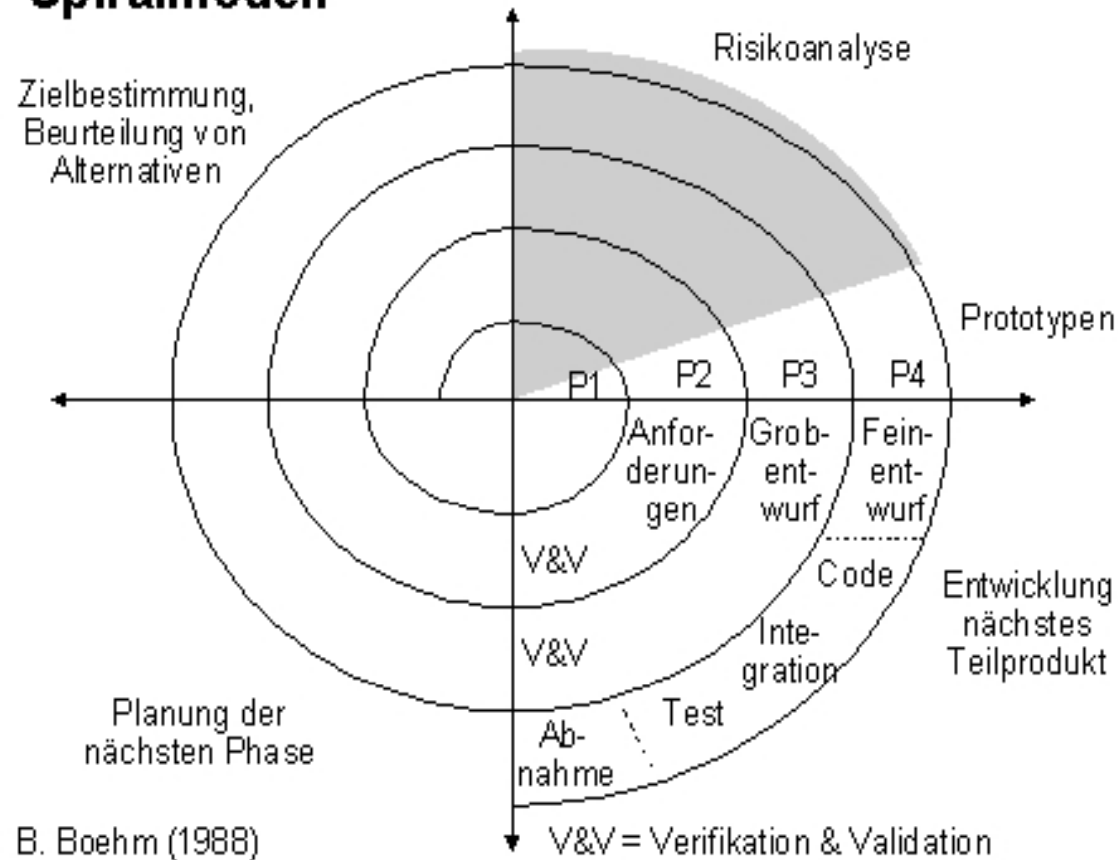 Spiralmodell
Risikoanalyse
Zielbestimmung,
Beurteilung von
Alternativen
Prototypen
P1
P2
P3
P4
Anfor-
derun-
gen
Grob-
ent-
wurf
Fein-
ent-
wurf
V&V
Code
Entwicklung
nächstes
Teilprodukt
V&V
Inte-
gration
Test
Ab-
nahme
Planung der
nächsten Phase
B. Boehm (1988)
V&V = Verifikation & Validation